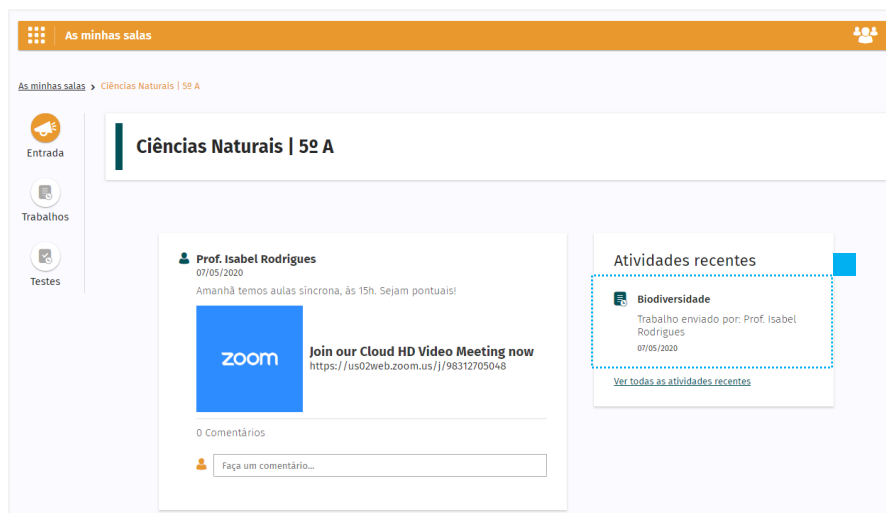 As minhas salas
As minhas salas > Ciências Naturais | 5º A
Entrada
Trabalhos
Testes
Ciências Naturais | 5º A
Prof. Isabel Rodrigues
07/05/2020
Amanhã temos aulas síncrona, às 15h. Sejam pontuais!
zoom
Join our Cloud HD Video Meeting now
https://us02web.zoom.us/j/98312705048
0 Comentários
Faça um comentário...
Atividades recentes
Biodiversidade
Trabalho enviado por: Prof. Isabel
Rodrigues
07/05/2020
Ver todas as atividades recentes